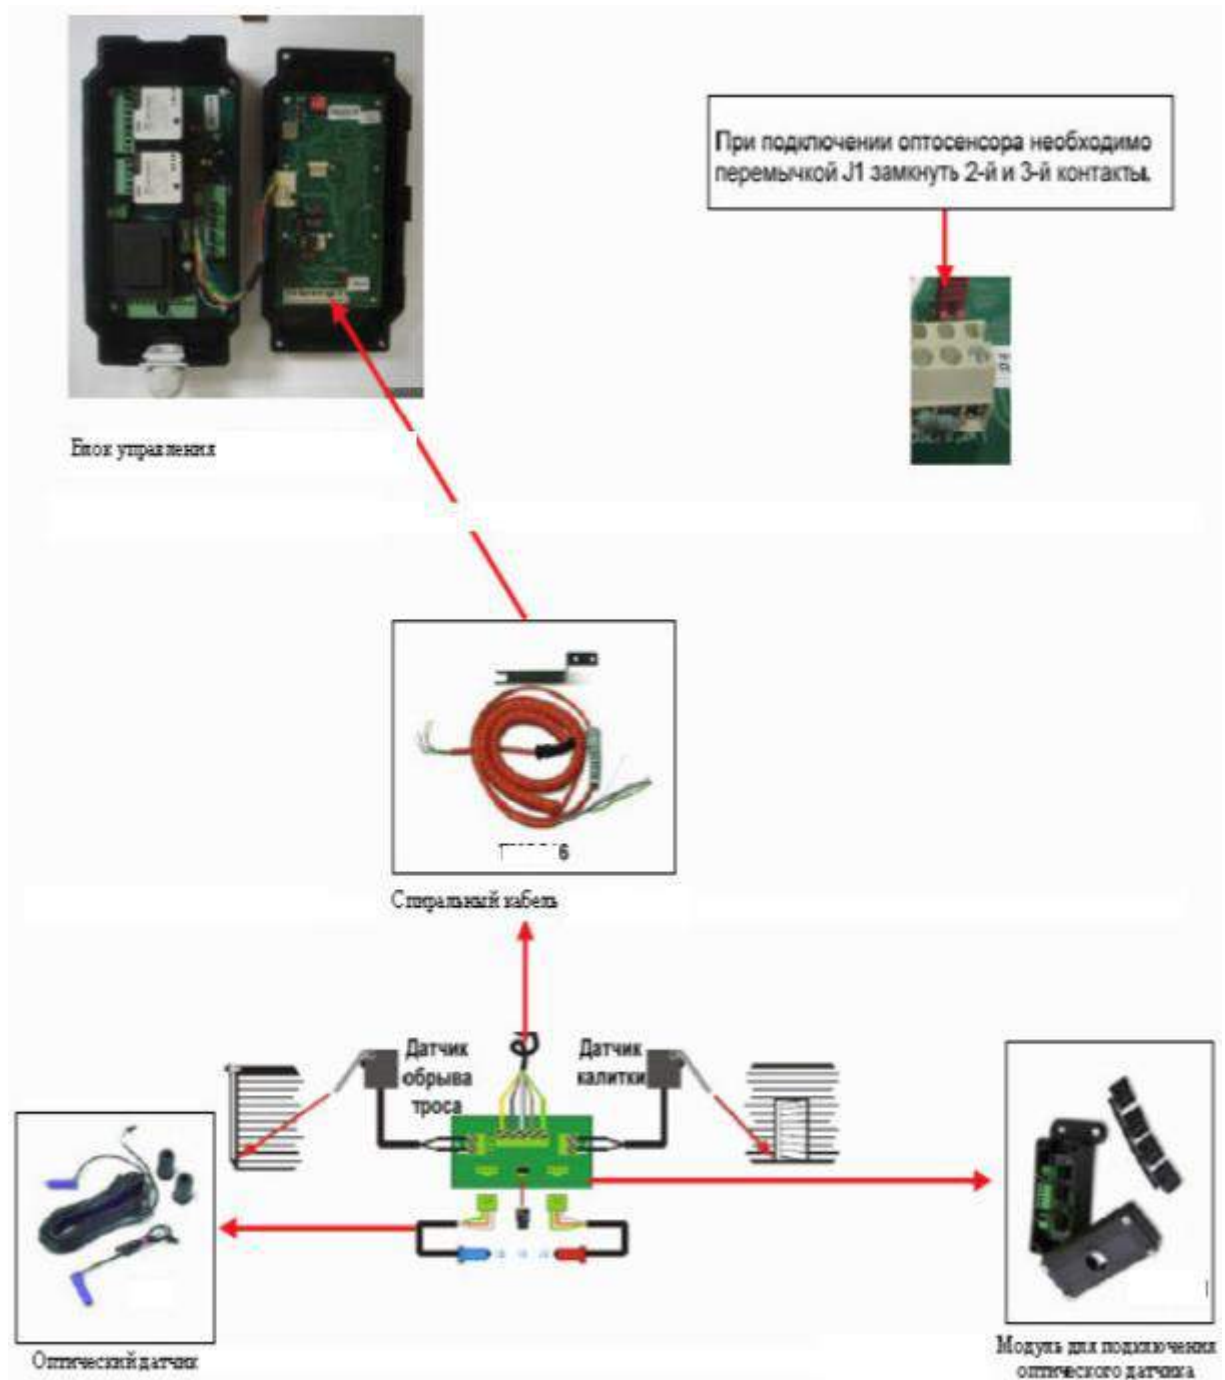 При подключении оптосенсора необходимо
перемычкой J1 замкнуть 2-й и 3-й контакты.
Блок управления
6
Спиральный кабель
Датчик
обрыва
троса
Датчик
калитки
Оптический датчик
Модуль для подключения
оптического датчика